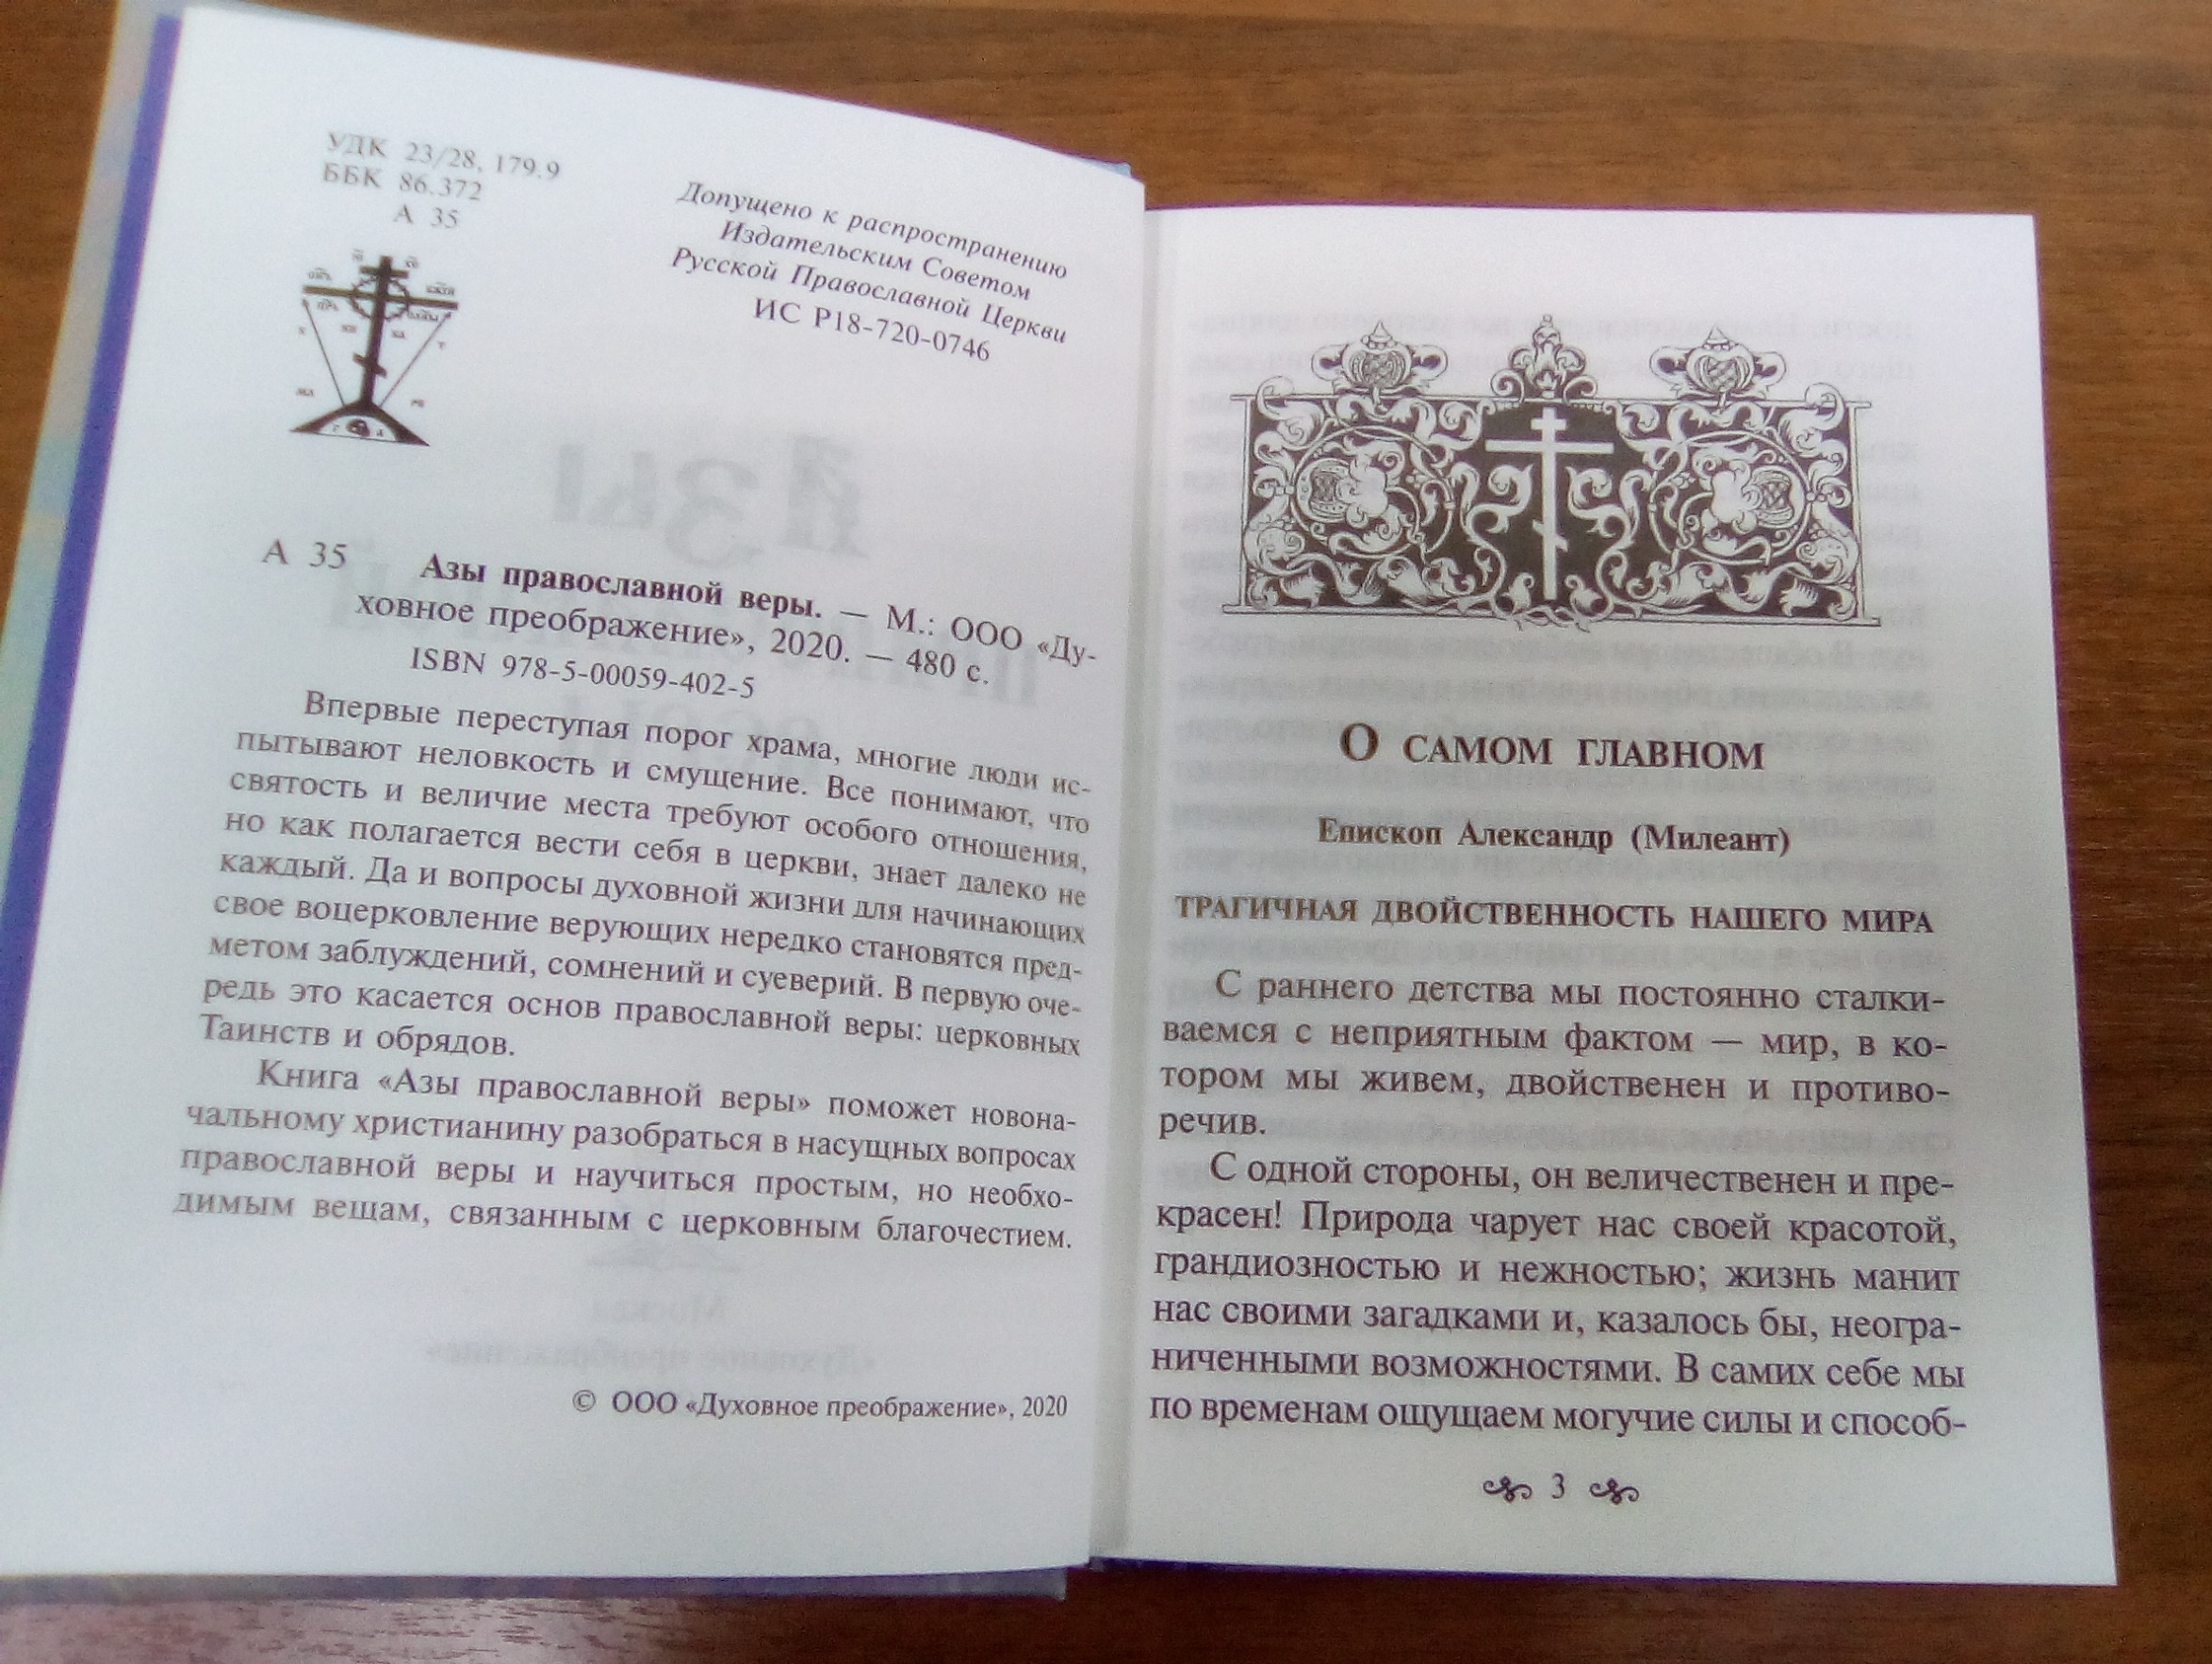 УДК 23/28, 179.9
ББК 86.372
А 35
Допущено к распространению
Издательским Советом
Русской Православной Церкви
ИС Р18-720-0746
А 35 Азы православной веры. — М.: ООО «Ду-
ховное преображение», 2020. — 480 с.
ISBN 978-5-00059-402-5
Впервые переступая порог храма, многие люди ис-
пытывают неловкость и смущение. Все понимают, что
святость и величие места требуют особого отношения,
но как полагается вести себя в церкви, знает далеко не
каждый. Да и вопросы духовной жизни для начинающих
свое воцерковление верующих нередко становятся пред-
метом заблуждений, сомнений и суеверий. В первую оче-
редь это касается основ православной веры: церковных
Таинств и обрядов.
Книга «Азы православной веры» поможет новона-
чальному христианину разобраться в насущных вопросах
православной веры и научиться простым, но необхо-
димым вещам, связанным с церковным благочестием.
© ООО «Духовное преображение», 2020
О САМОМ ГЛАВНОМ
Епископ Александр (Милеант)
ТРАГИЧНАЯ ДВОЙСТВЕННОСТЬ НАШЕГО МИРА
С раннего детства мы постоянно сталки-
ваемся с неприятным фактом — мир, в ко-
тором мы живем, двойственен и противо-
речив.
С одной стороны, он величественен и пре-
красен! Природа чарует нас своей красотой,
грандиозностью и нежностью; жизнь манит
нас своими загадками и, казалось бы, неогра-
ниченными возможностями. В самих себе мы
по временам ощущаем могучие силы и способ-
3